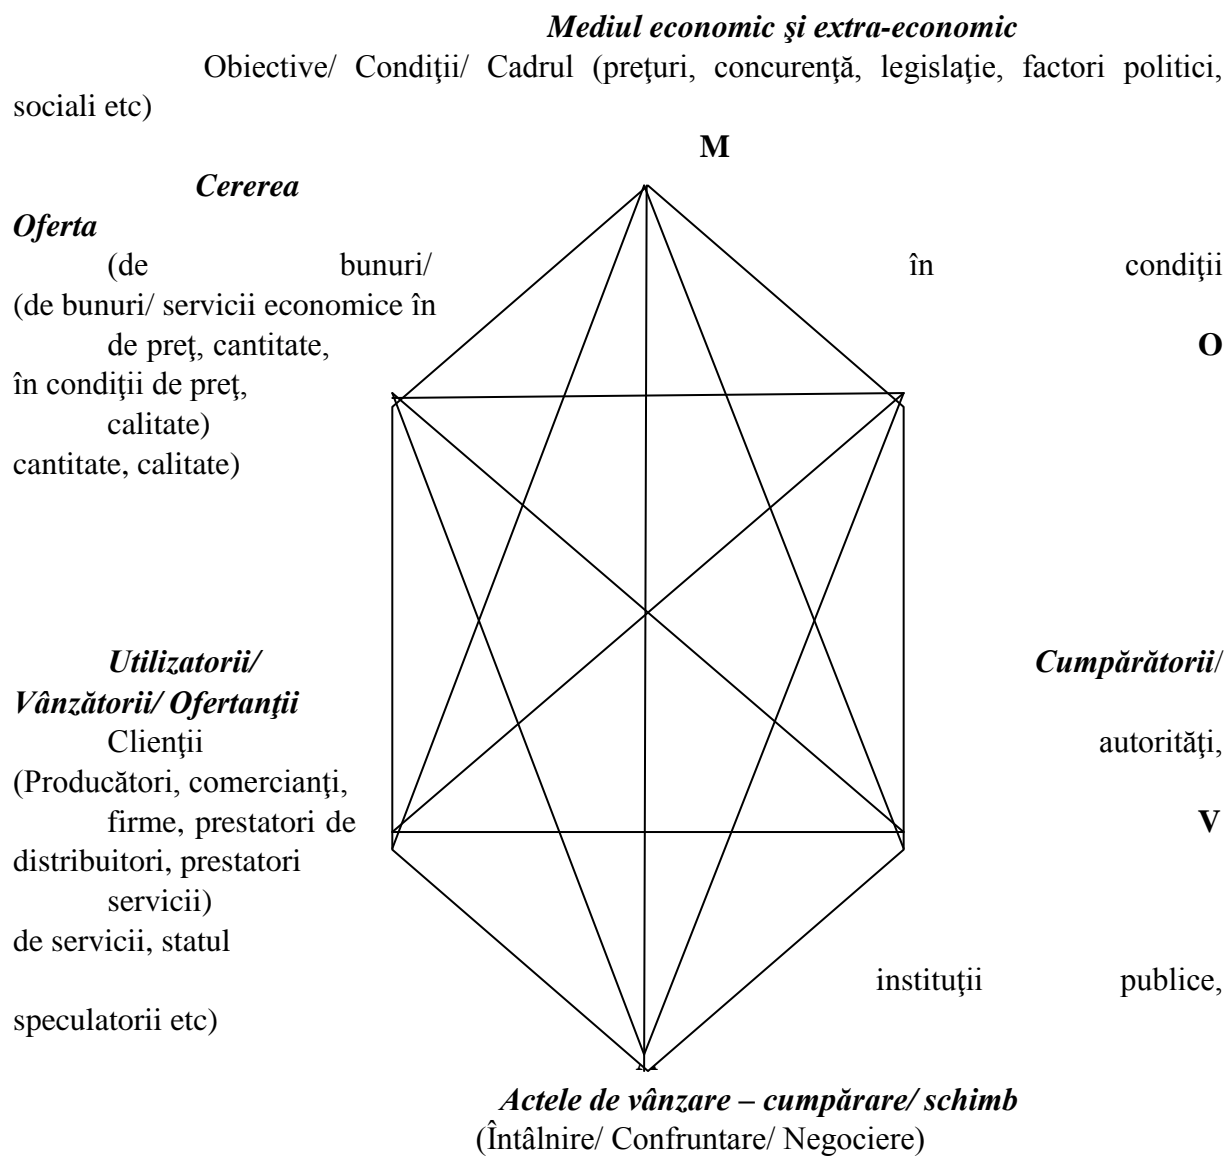 Mediul economic şi extra-economic
Obiective/ Condiţii/ Cadrul (preţuri, concurenţă, legislaţie, factori politici,
sociali etc)
M
Cererea
Oferta
(de bunuri/ în condiţii
(de bunuri/ servicii economice în
de preţ, cantitate, O
în condiţii de preţ,
calitate)
cantitate, calitate)
Utilizatorii/ Cumpărătorii/
Vânzătorii/ Ofertanţii
Clienţii autorităţi,
(Producători, comercianţi,
firme, prestatori de V
distribuitori, prestatori
servicii)
de servicii, statul
instituţii publice,
speculatorii etc)
Actele de vânzare – cumpărare/ schimb
(Întâlnire/ Confruntare/ Negociere)